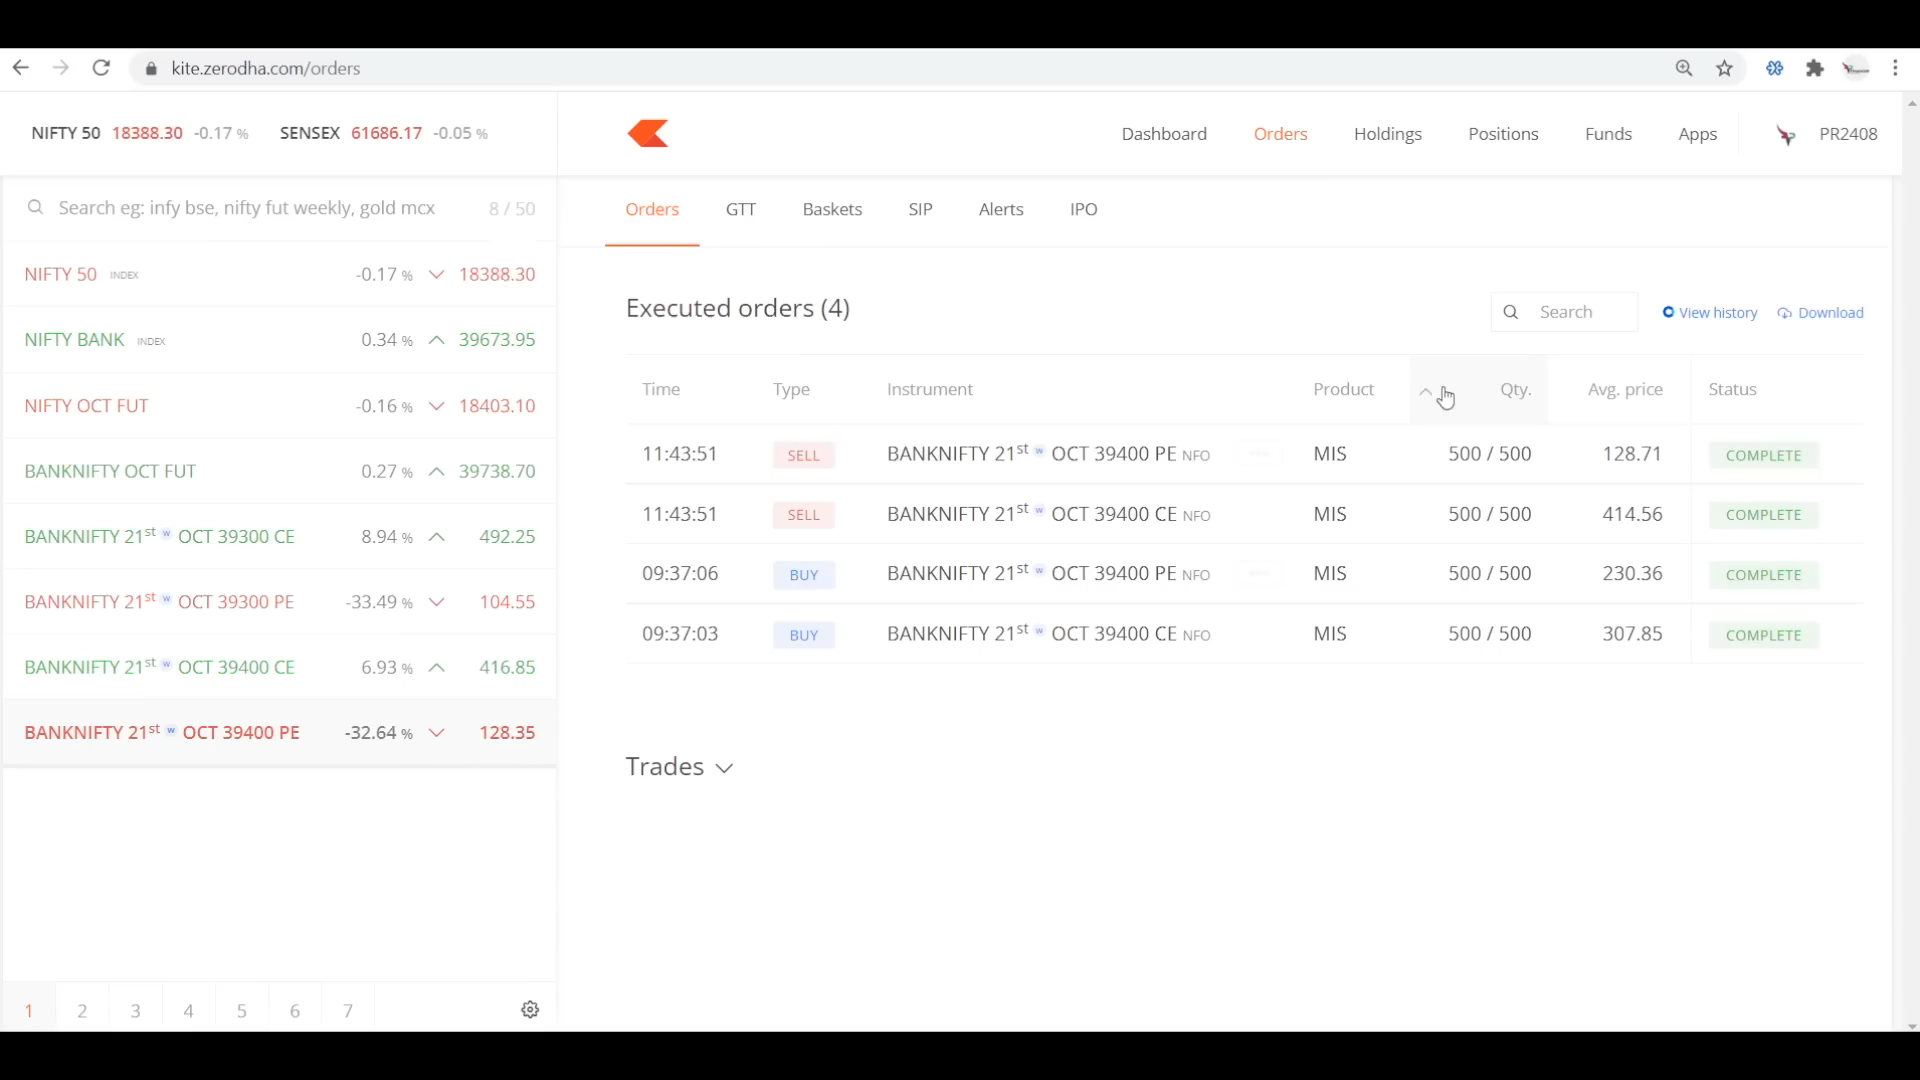 kite.zerodha.com/orders
NIFTY 50 18388.30 -0.17 % SENSEX 61686.17 -0.05 %
Dashboard Orders Holdings Positions Funds Apps PR2408
Search eg: infy bse, nifty fut weekly, gold mcx 8 / 50
NIFTY 50 INDEX -0.17 % 18388.30
NIFTY BANK INDEX 0.34 % 39673.95
NIFTY OCT FUT -0.16 % 18403.10
BANKNIFTY OCT FUT 0.27 % 39738.70
BANKNIFTY 21st w OCT 39300 CE 8.94 % 492.25
BANKNIFTY 21st w OCT 39300 PE -33.49 % 104.55
BANKNIFTY 21st w OCT 39400 CE 6.93 % 416.85
BANKNIFTY 21st w OCT 39400 PE -32.64 % 128.35
1 2 3 4 5 6 7
Orders GTT Baskets SIP Alerts IPO
Executed orders (4) Search View history Download
Time Type Instrument Product Qty. Avg. price Status
11:43:51 SELL BANKNIFTY 21st w OCT 39400 PE NFO MIS 500 / 500 128.71 COMPLETE
11:43:51 SELL BANKNIFTY 21st w OCT 39400 CE NFO MIS 500 / 500 414.56 COMPLETE
09:37:06 BUY BANKNIFTY 21st w OCT 39400 PE NFO MIS 500 / 500 230.36 COMPLETE
09:37:03 BUY BANKNIFTY 21st w OCT 39400 CE NFO MIS 500 / 500 307.85 COMPLETE
Trades